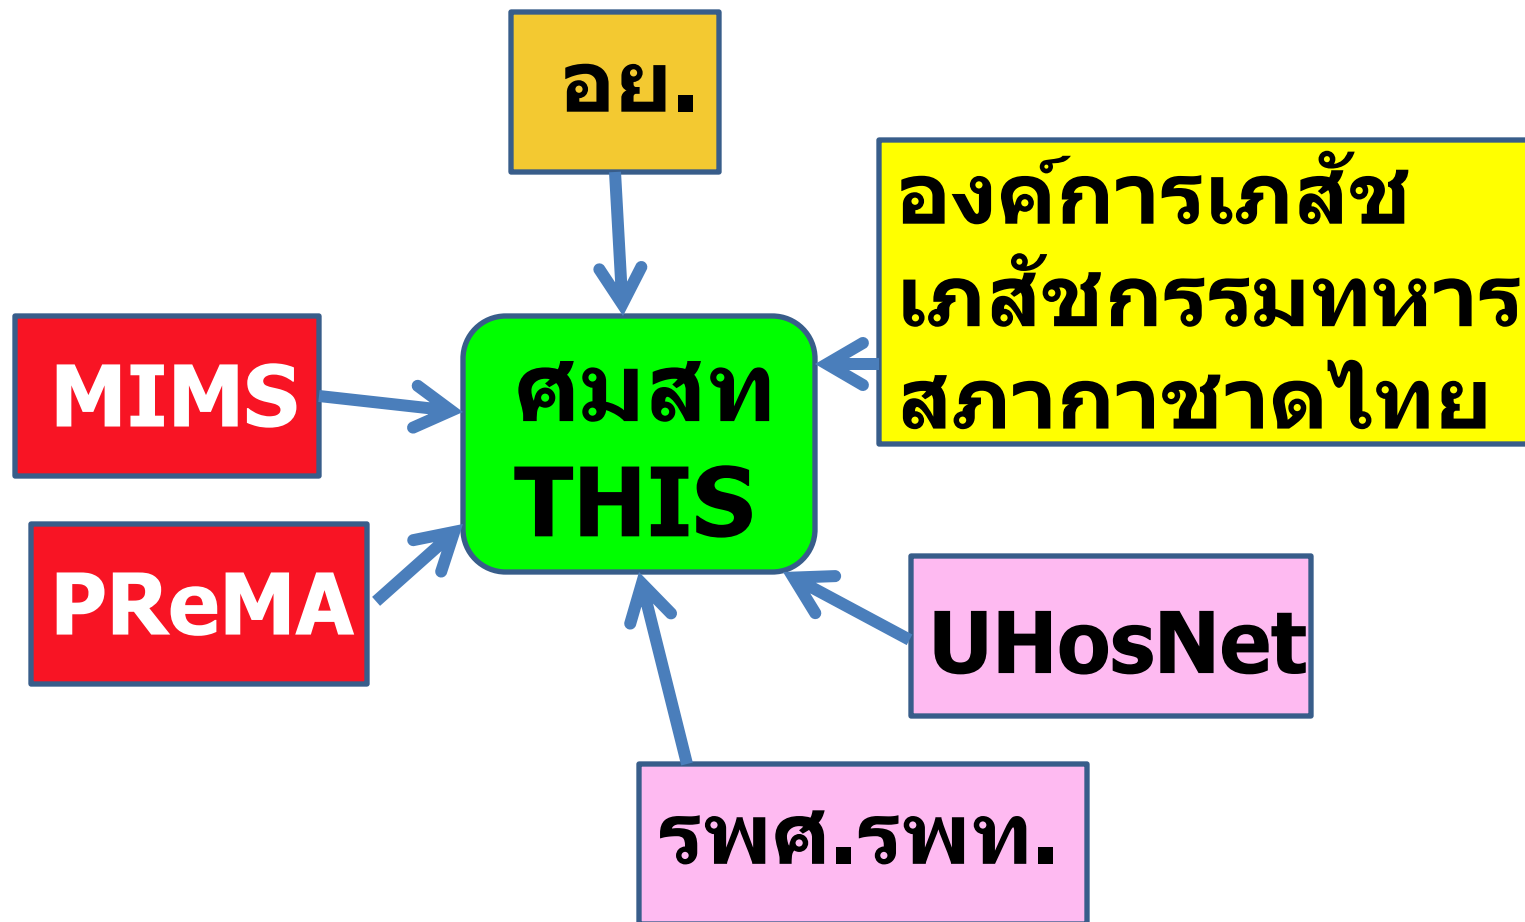 อย.
องค์การเภสัช
เภสัชกรรมทหาร
สภากาชาดไทย
MIMS
ศมสท
THIS
PReMA
UHosNet
รพศ.รพท.